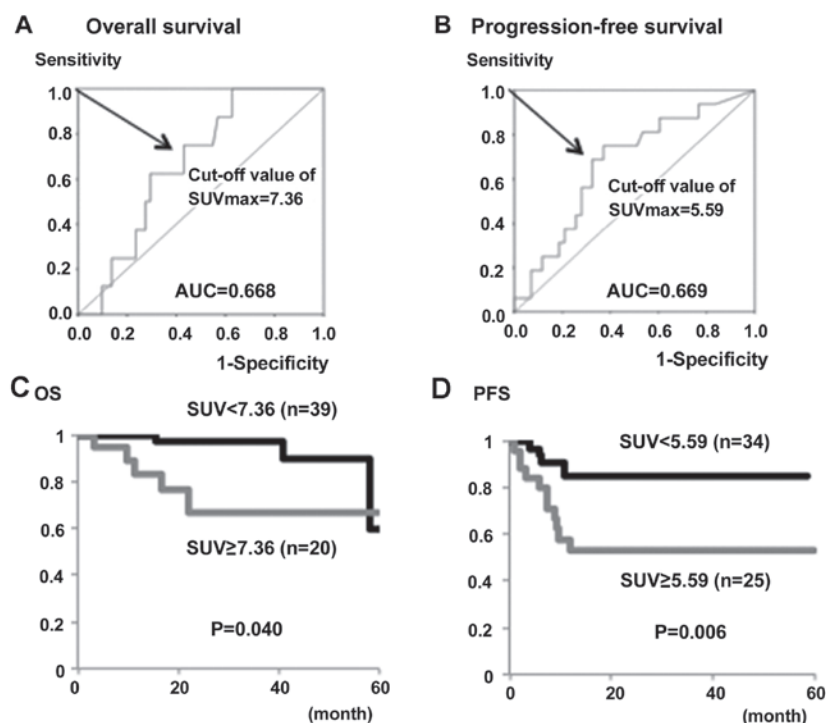 A Overall survival
Sensitivity
1.0
0.8
0.6
0.4
0.2
0.0
Cut-off value of
SUVmax=7.36
AUC=0.668
0.0 0.2 0.4 0.6 0.8 1.0
1-Specificity
B Progression-free survival
Sensitivity
1.0
0.8
0.6
0.4
0.2
0.0
Cut-off value of
SUVmax=5.59
AUC=0.669
0.0 0.2 0.4 0.6 0.8 1.0
1-Specificity
C OS
SUV<7.36 (n=39)
1
0.8
0.6
0.4
0.2
0
SUV≥7.36 (n=20)
P=0.040
0 20 40 60
(month)
D PFS
SUV<5.59 (n=34)
1
0.8
0.6
0.4
0.2
0
SUV≥5.59 (n=25)
P=0.006
0 20 40 60
(month)